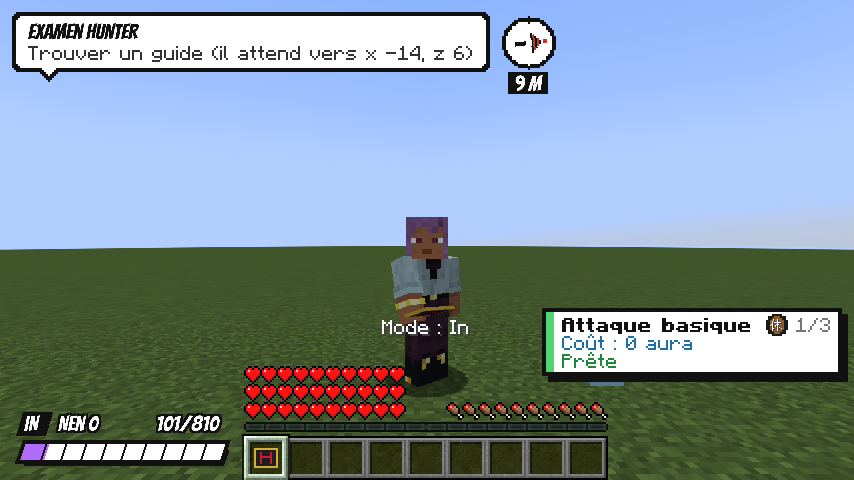 EXAMEN HUNTER
Trouver un guide (il attend vers x -14, z 6)
9 M
Mode : In
Attaque basique 休 1/3
Coût : 0 aura
Prête
IN NEN 0 101/810
H